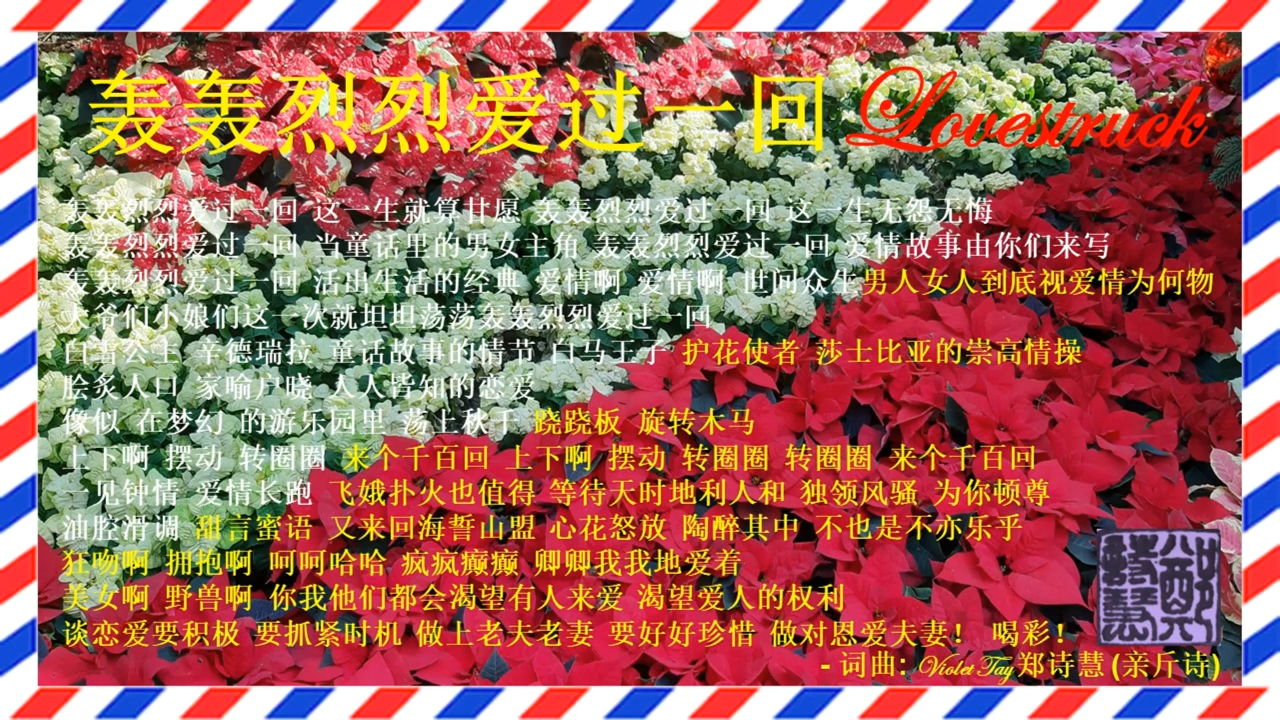 轰轰烈烈爱过一回 Lovestruck
轰轰烈烈爱过一回 这一生就算甘愿 轰轰烈烈爱过一回 这一生无怨无悔
轰轰烈烈爱过一回 当童话里的男女主角 轰轰烈烈爱过一回 爱情故事由你们来写
轰轰烈烈爱过一回 活出生活的经典 爱情啊 爱情啊 世间众生男人女人到底视爱情为何物
大爷们小娘们这一次就坦坦荡荡轰轰烈烈爱过一回
白雪公主 辛德瑞拉 童话故事的情节 白马王子 护花使者 莎士比亚的崇高情操
脍炙人口 家喻户晓 人人皆知的恋爱
像似 在梦幻 的游乐园里 荡上秋千 跷跷板 旋转木马
上下啊 摆动 转圈圈 来个千百回 上下啊 摆动 转圈圈 转圈圈 来个千百回
一见钟情 爱情长跑 飞娥扑火也值得 等待天时地利人和 独领风骚 为你顿尊
油腔滑调 甜言蜜语 又来回海誓山盟 心花怒放 陶醉其中 不也是不亦乐乎
狂吻啊 拥抱啊 呵呵哈哈 疯疯癫癫 卿卿我我地爱着
美女啊 野兽啊 你我他们都会渴望有人来爱 渴望爱人的权利
谈恋爱要积极 要抓紧时机 做上老夫老妻 要好好珍惜 做对恩爱夫妻！ 喝彩！
- 词曲: Violet Tay 郑诗慧 (亲斤诗)